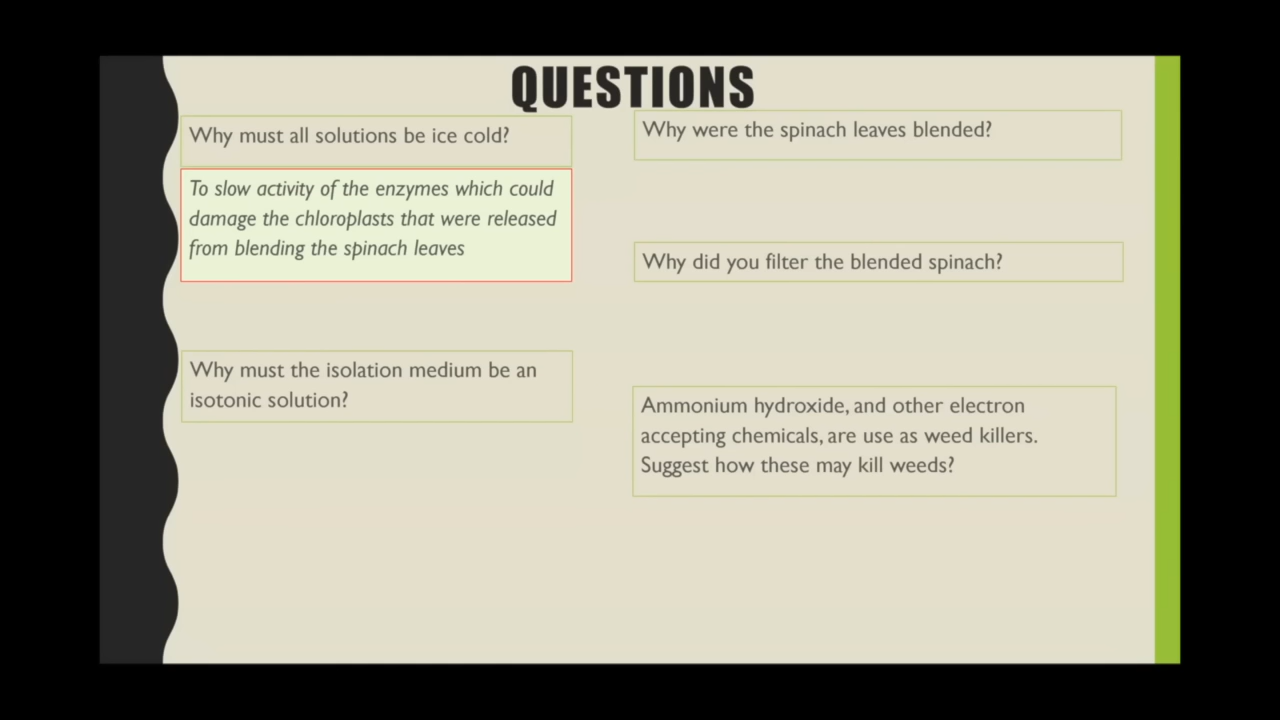 QUESTIONS
Why must all solutions be ice cold?
To slow activity of the enzymes which could
damage the chloroplasts that were released
from blending the spinach leaves
Why must the isolation medium be an
isotonic solution?
Why were the spinach leaves blended?
Why did you filter the blended spinach?
Ammonium hydroxide, and other electron
accepting chemicals, are use as weed killers.
Suggest how these may kill weeds?